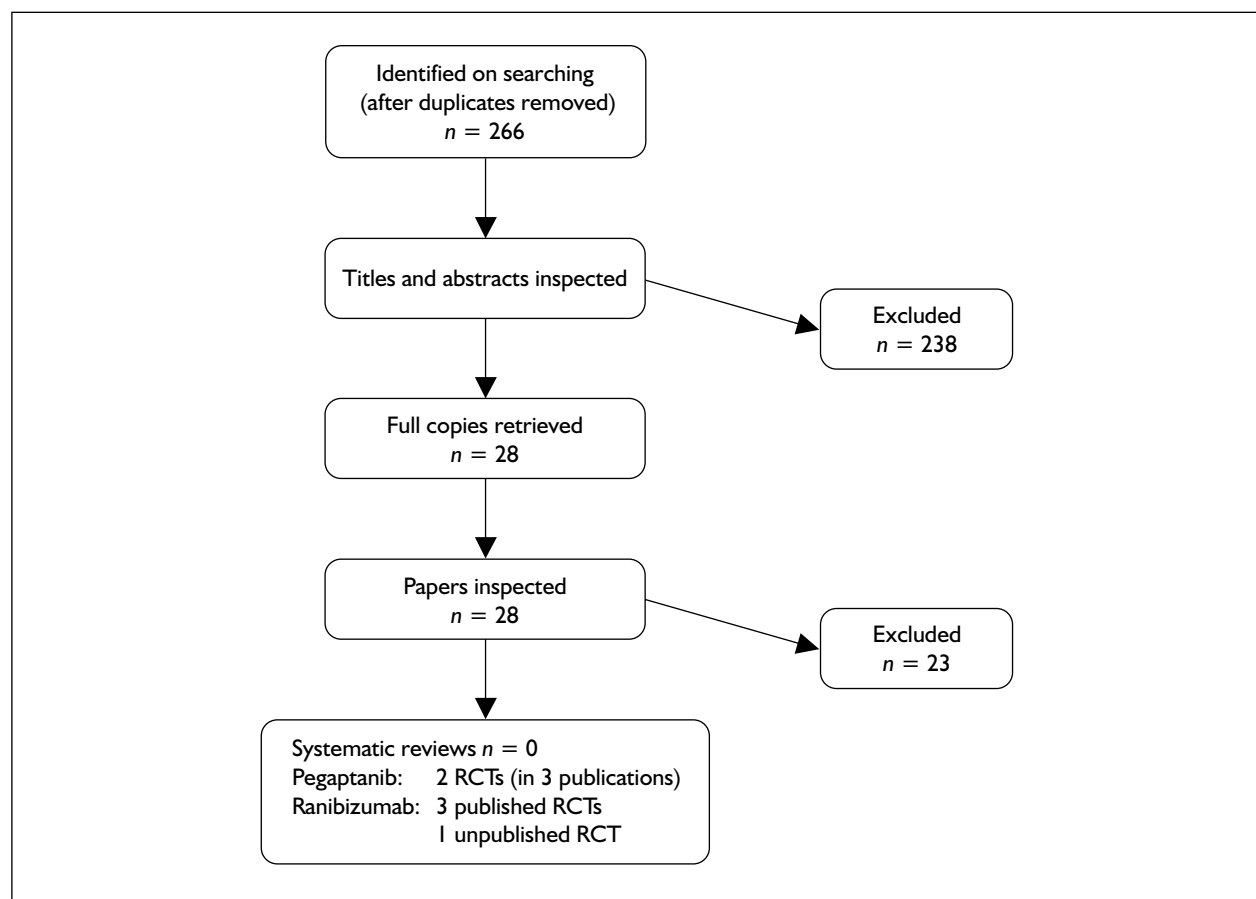 Identified on searching
(after duplicates removed)
n = 266
Titles and abstracts inspected
Excluded
n = 238
Full copies retrieved
n = 28
Papers inspected
n = 28
Excluded
n = 23
Systematic reviews n = 0
Pegaptanib: 2 RCTs (in 3 publications)
Ranibizumab: 3 published RCTs
1 unpublished RCT